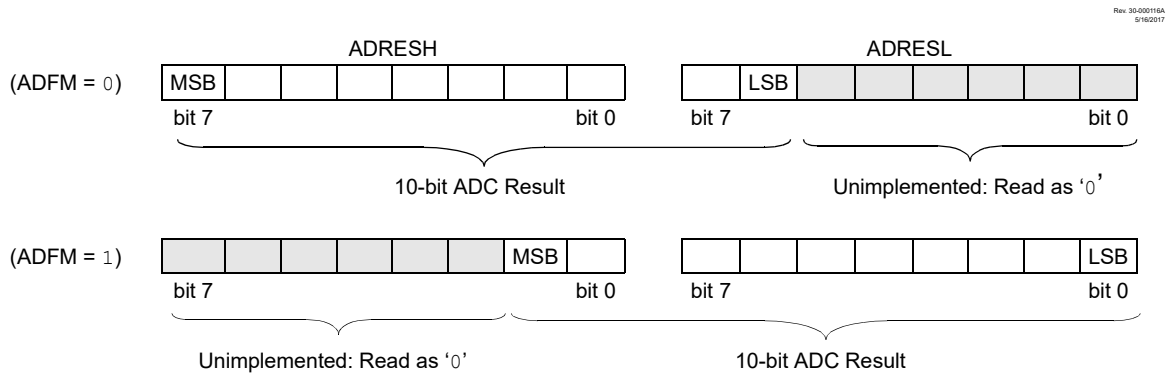 Rev. 30-000116A
5/16/2017
ADRESH ADRESL
(ADFM = 0) MSB LSB
bit 7 bit 0 bit 7 bit 0
10-bit ADC Result Unimplemented: Read as ‘0’
(ADFM = 1) MSB LSB
bit 7 bit 0 bit 7 bit 0
Unimplemented: Read as ‘0’ 10-bit ADC Result